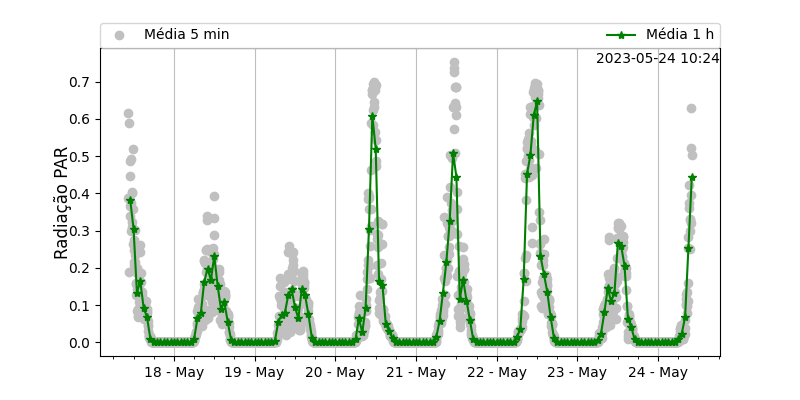 Média 5 min
Média 1 h
2023-05-24 10:24
Radiação PAR
0.7
0.6
0.5
0.4
0.3
0.2
0.1
0.0
18 - May
19 - May
20 - May
21 - May
22 - May
23 - May
24 - May